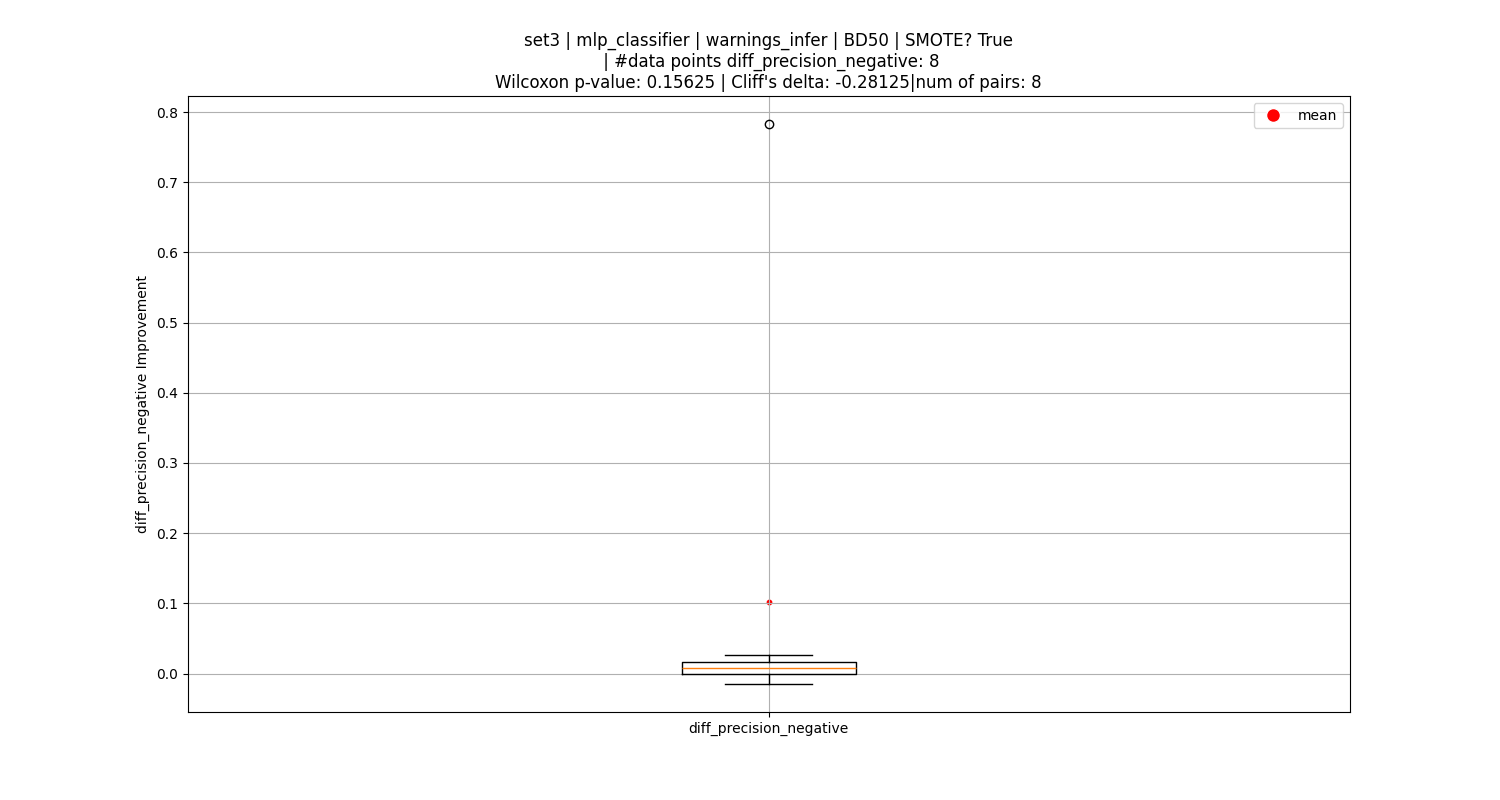 set3 | mlp_classifier | warnings_infer | BD50 | SMOTE? True
| #data points diff_precision_negative: 8
Wilcoxon p-value: 0.15625 | Cliff's delta: -0.28125|num of pairs: 8
mean
0.8
0.7
0.6
0.5
0.4
0.3
0.2
0.1
0.0
diff_precision_negative Improvement
diff_precision_negative